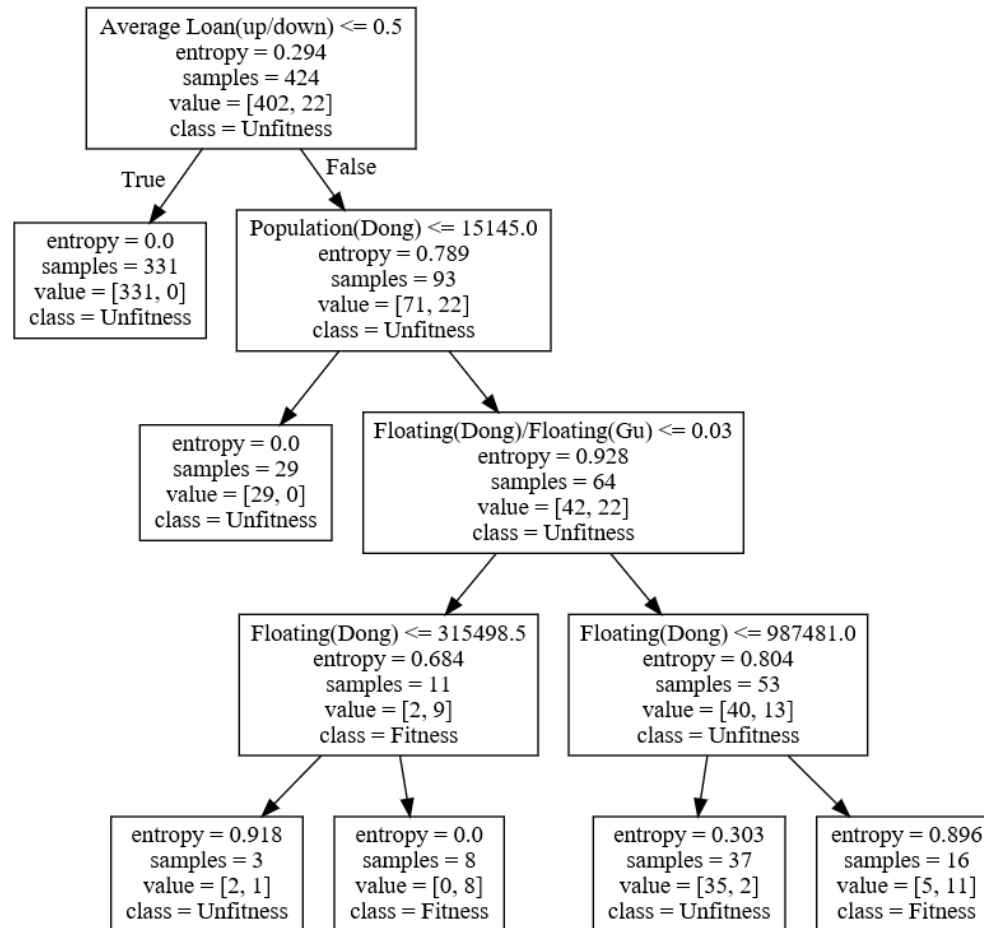 Average Loan(up/down) <= 0.5
entropy = 0.294
samples = 424
value = [402, 22]
class = Unfitness
True
False
entropy = 0.0
samples = 331
value = [331, 0]
class = Unfitness
Population(Dong) <= 15145.0
entropy = 0.789
samples = 93
value = [71, 22]
class = Unfitness
entropy = 0.0
samples = 29
value = [29, 0]
class = Unfitness
Floating(Dong)/Floating(Gu) <= 0.03
entropy = 0.928
samples = 64
value = [42, 22]
class = Unfitness
Floating(Dong) <= 315498.5
entropy = 0.684
samples = 11
value = [2, 9]
class = Fitness
Floating(Dong) <= 987481.0
entropy = 0.804
samples = 53
value = [40, 13]
class = Unfitness
entropy = 0.918
samples = 3
value = [2, 1]
class = Unfitness
entropy = 0.0
samples = 8
value = [0, 8]
class = Fitness
entropy = 0.303
samples = 37
value = [35, 2]
class = Unfitness
entropy = 0.896
samples = 16
value = [5, 11]
class = Fitness